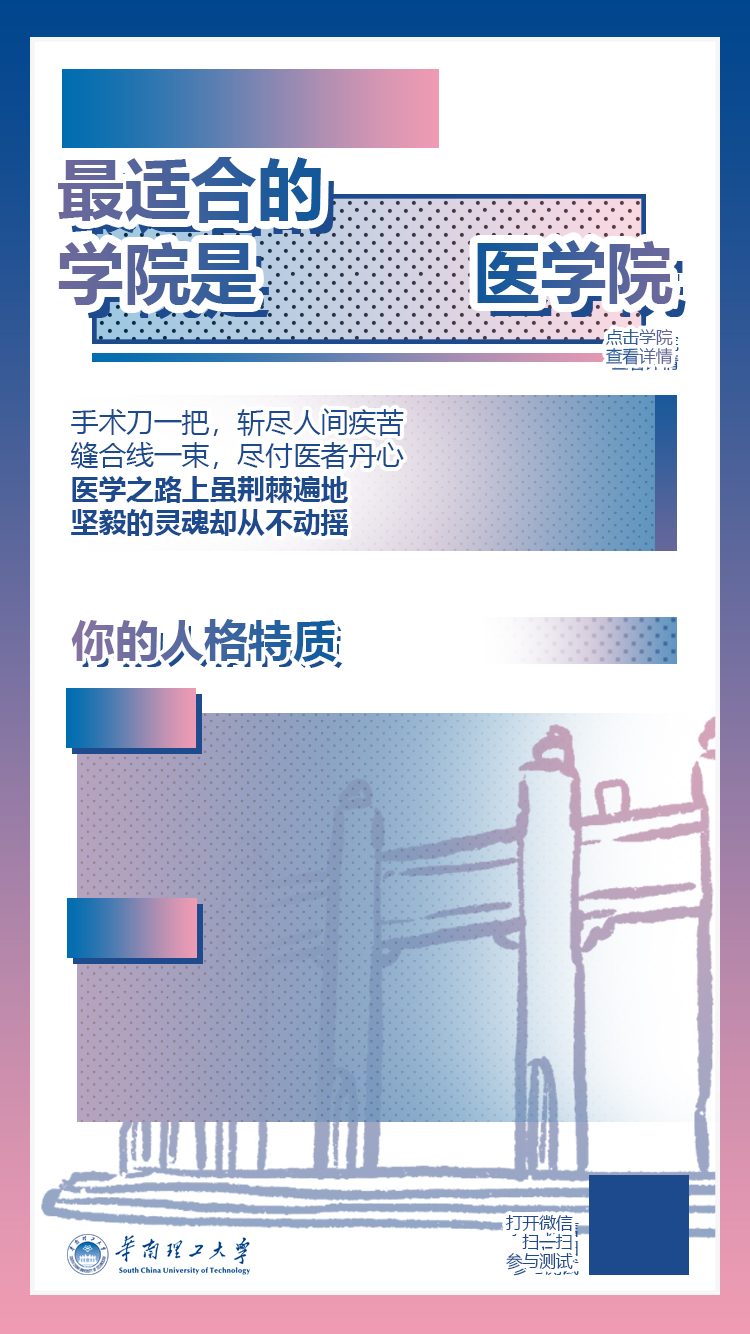 最适合的
学院是 医学院
点击学院
查看详情
手术刀一把，斩尽人间疾苦
缝合线一束，尽付医者丹心
医学之路上虽荆棘遍地
坚毅的灵魂却从不动摇
你的人格特质
华南理工大学
South China University of Technology
打开微信
扫一扫
参与测试